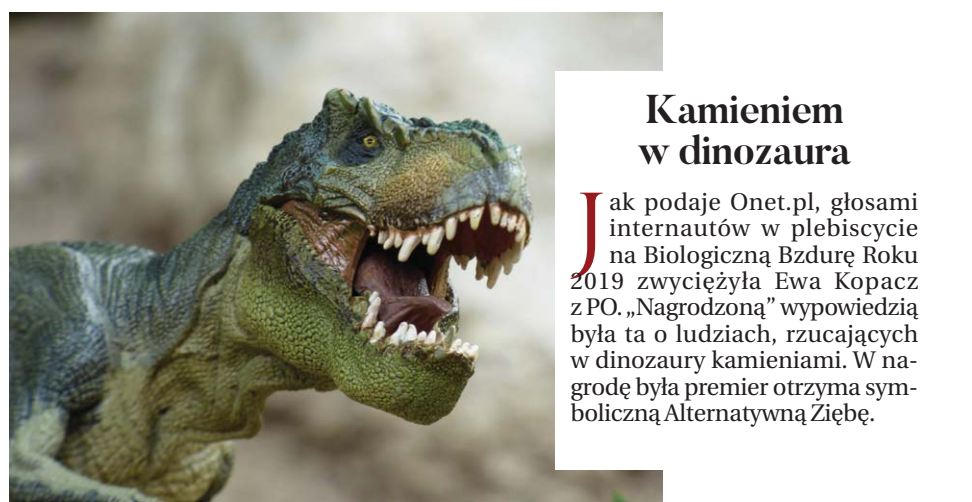 Kamieniem
w dinozaura
Jak podaje Onet.pl, głosami
internautów w plebiscycie
na Biologiczną Bzdurę Roku
2019 zwyciężyła Ewa Kopacz
z PO. „Nagrodzoną” wypowiedzią
była ta o ludziach, rzucających
w dinozaury kamieniami. W na-
grodę była premier otrzyma sym-
boliczną Alternatywną Ziębę.